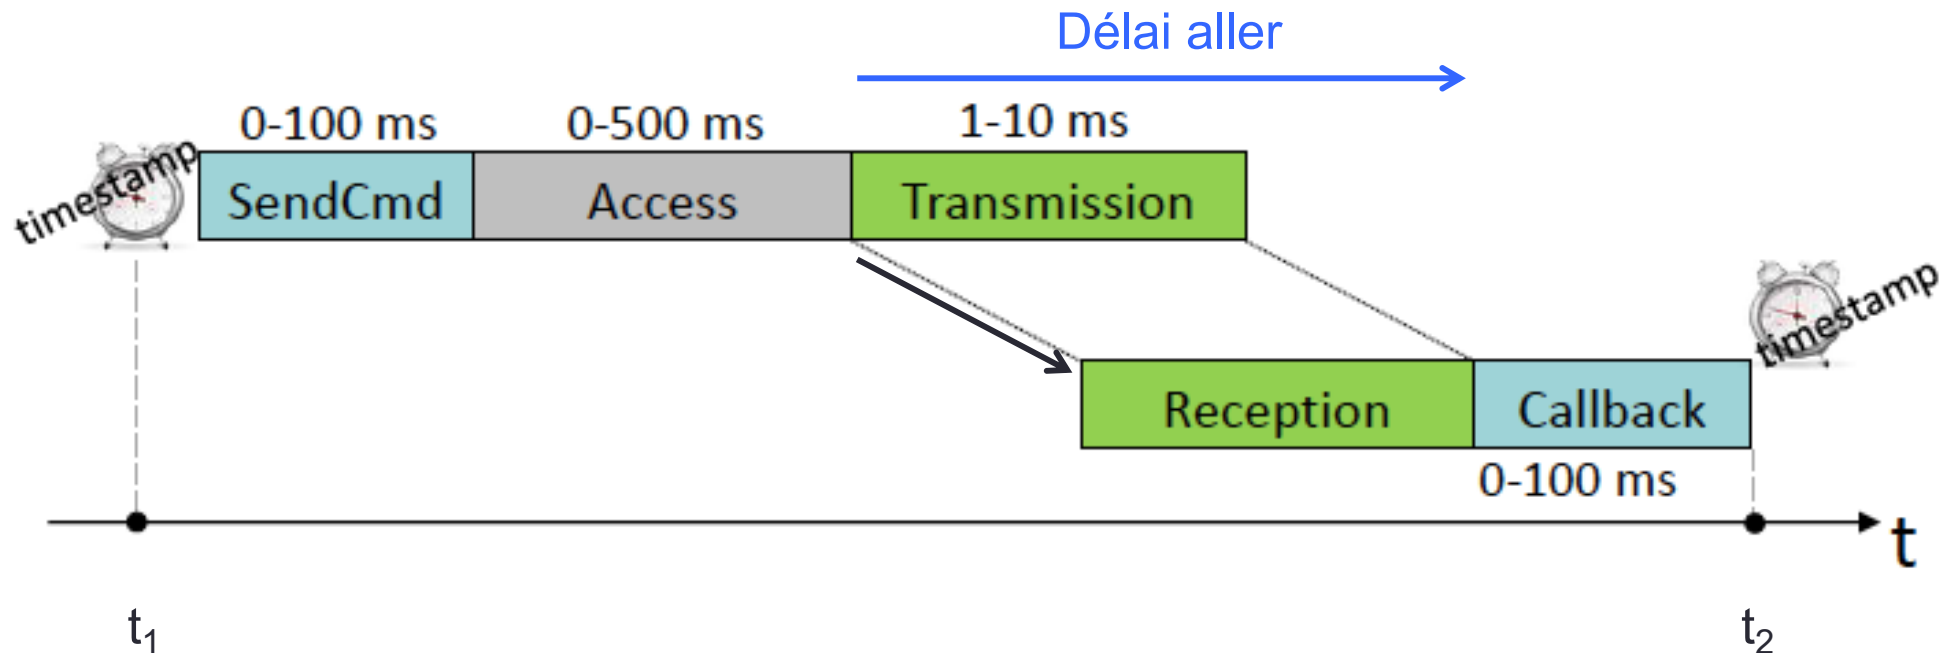 Délai aller
0-100 ms 0-500 ms 1-10 ms
timestamp SendCmd Access Transmission
timestamp
Reception Callback
0-100 ms
t
t₁ t₂